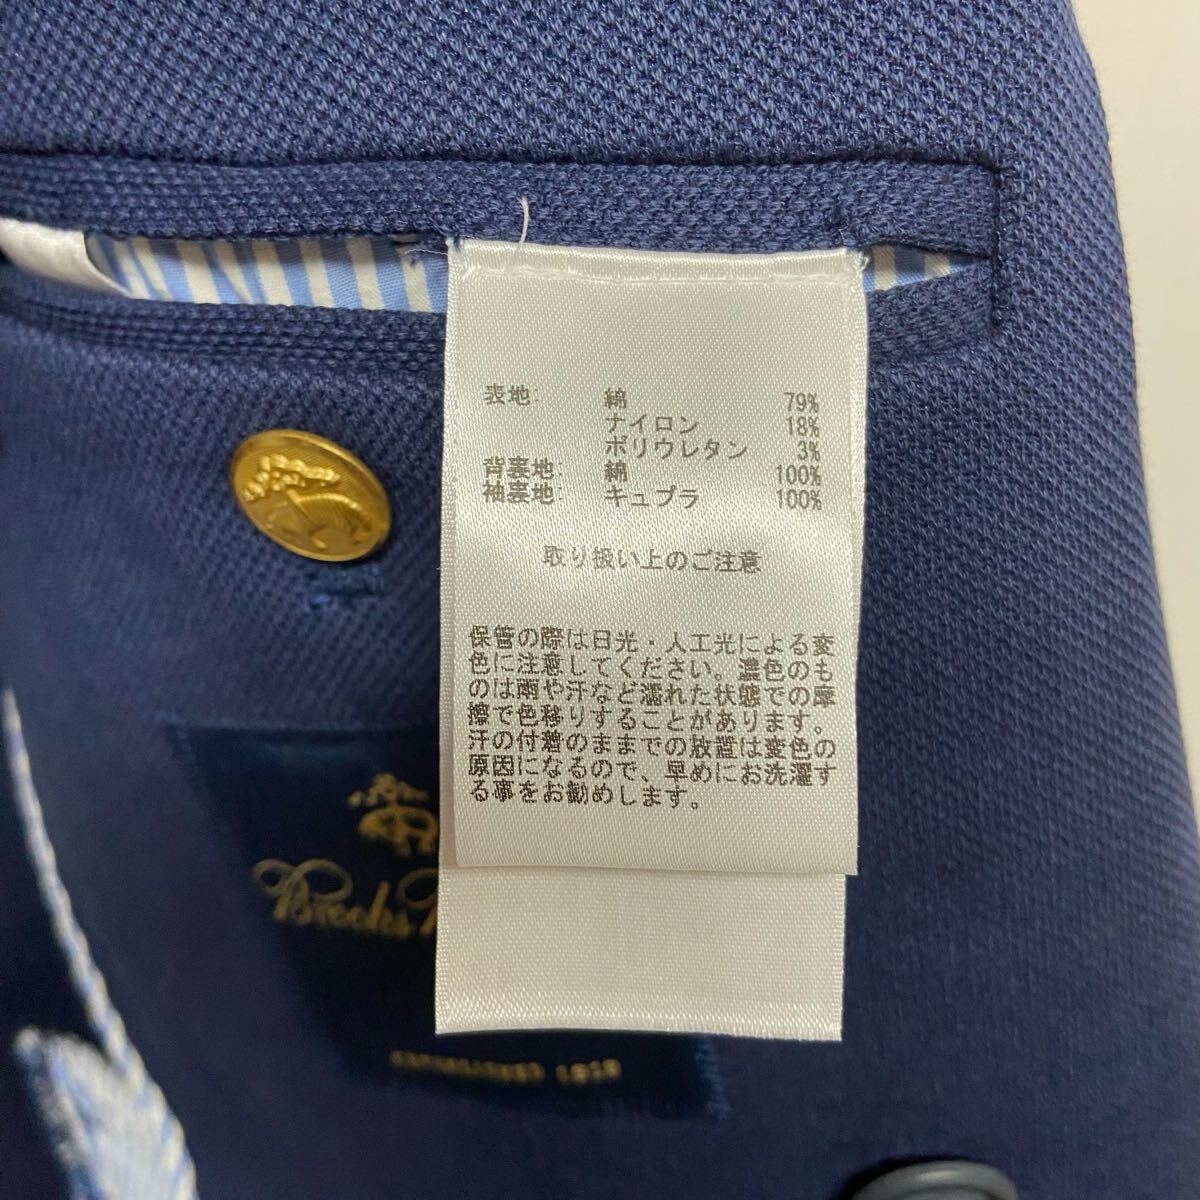 表地: 綿 79%
ナイロン 18%
ポリウレタン 3%
背裏地: 綿 100%
袖裏地: キュプラ 100%
取り扱い上のご注意
保管の際は日光・人工光による変
色に注意してください。濃色のも
のは雨や汗など濡れた状態での摩
擦で色移りすることがあります。
汗の付着のままでの放置は変色の
原因になるので、早めにお洗濯す
る事をお勧めします。
Brooks
ESTABLISHED 1818